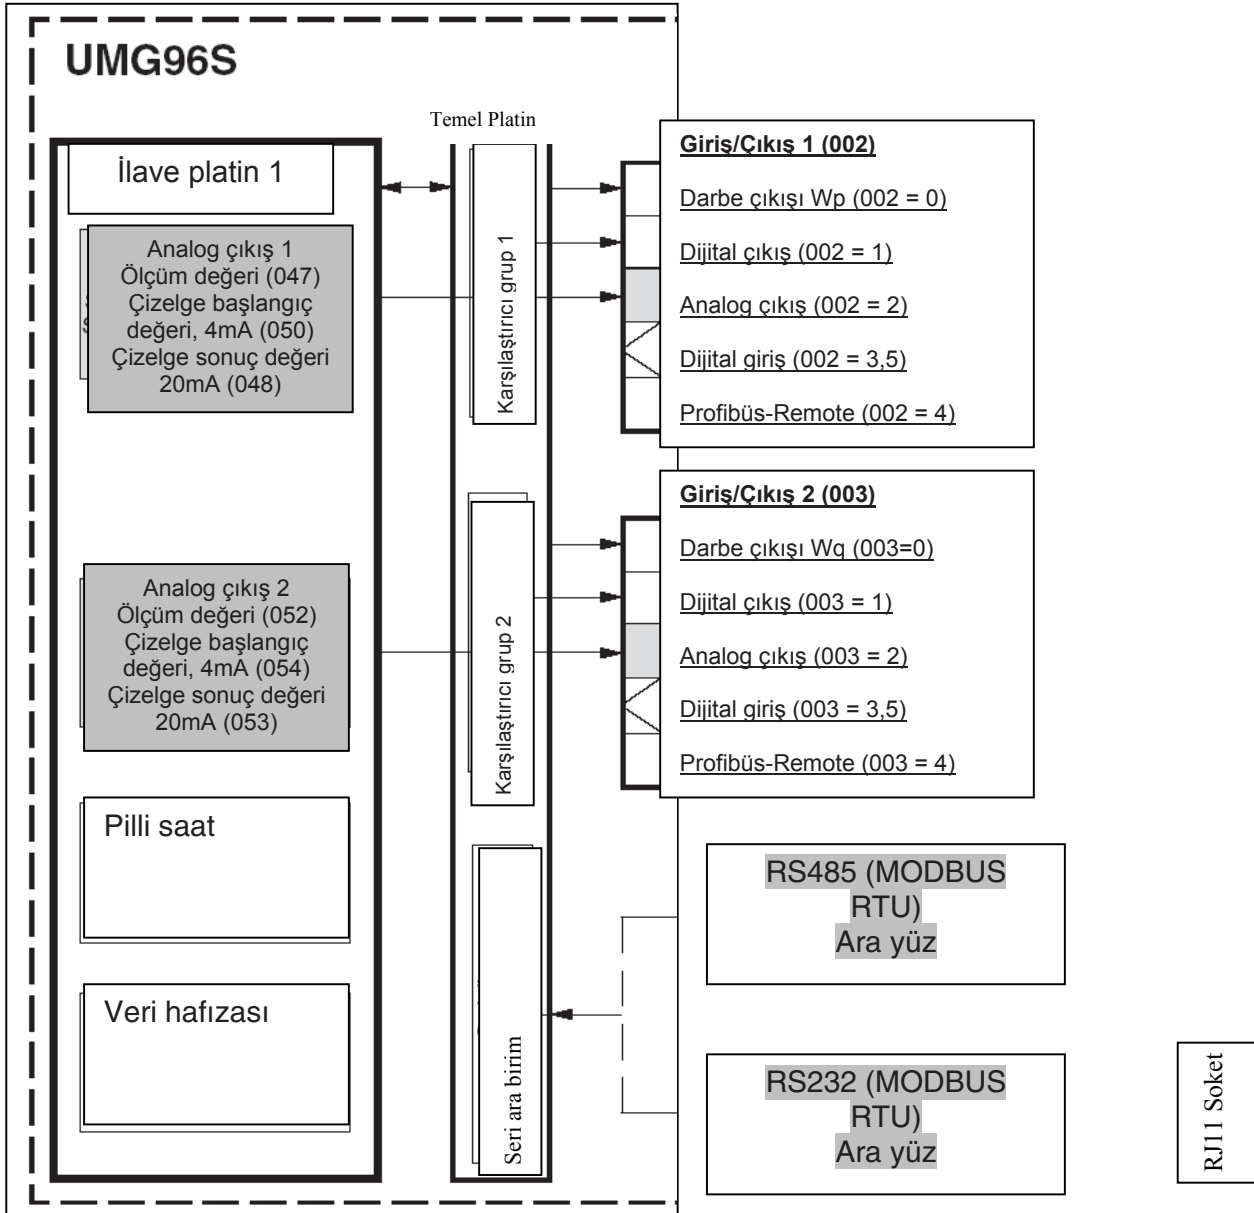 UMG96S
Temel Platin
İlave platin 1
Analog çıkış 1
Ölçüm değeri (047)
Çizelge başlangıç
değeri, 4mA (050)
Çizelge sonuç değeri
20mA (048)
Karşılaştırıcı grup 1
Giriş/Çıkış 1 (002)
Darbe çıkışı Wp (002 = 0)
Dijital çıkış (002 = 1)
Analog çıkış (002 = 2)
Dijital giriş (002 = 3,5)
Profibüs-Remote (002 = 4)
Analog çıkış 2
Ölçüm değeri (052)
Çizelge başlangıç
değeri, 4mA (054)
Çizelge sonuç değeri
20mA (053)
Karşılaştırıcı grup 2
Giriş/Çıkış 2 (003)
Darbe çıkışı Wq (003=0)
Dijital çıkış (003 = 1)
Analog çıkış (003 = 2)
Dijital giriş (003 = 3,5)
Profibüs-Remote (003 = 4)
Pilli saat
Veri hafızası
Seri ara birim
RS485 (MODBUS
RTU)
Ara yüz
RS232 (MODBUS
RTU)
Ara yüz
RJ11 Soket